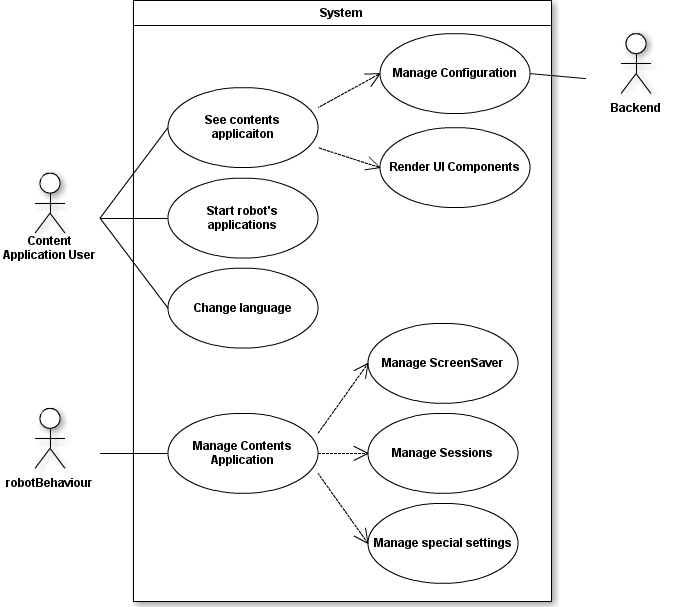 System
Manage Configuration
Backend
See contents
applicaiton
Render UI Components
Start robot's
applications
Content
Application User
Change language
Manage ScreenSaver
Manage Contents
Application
Manage Sessions
robotBehaviour
Manage special settings